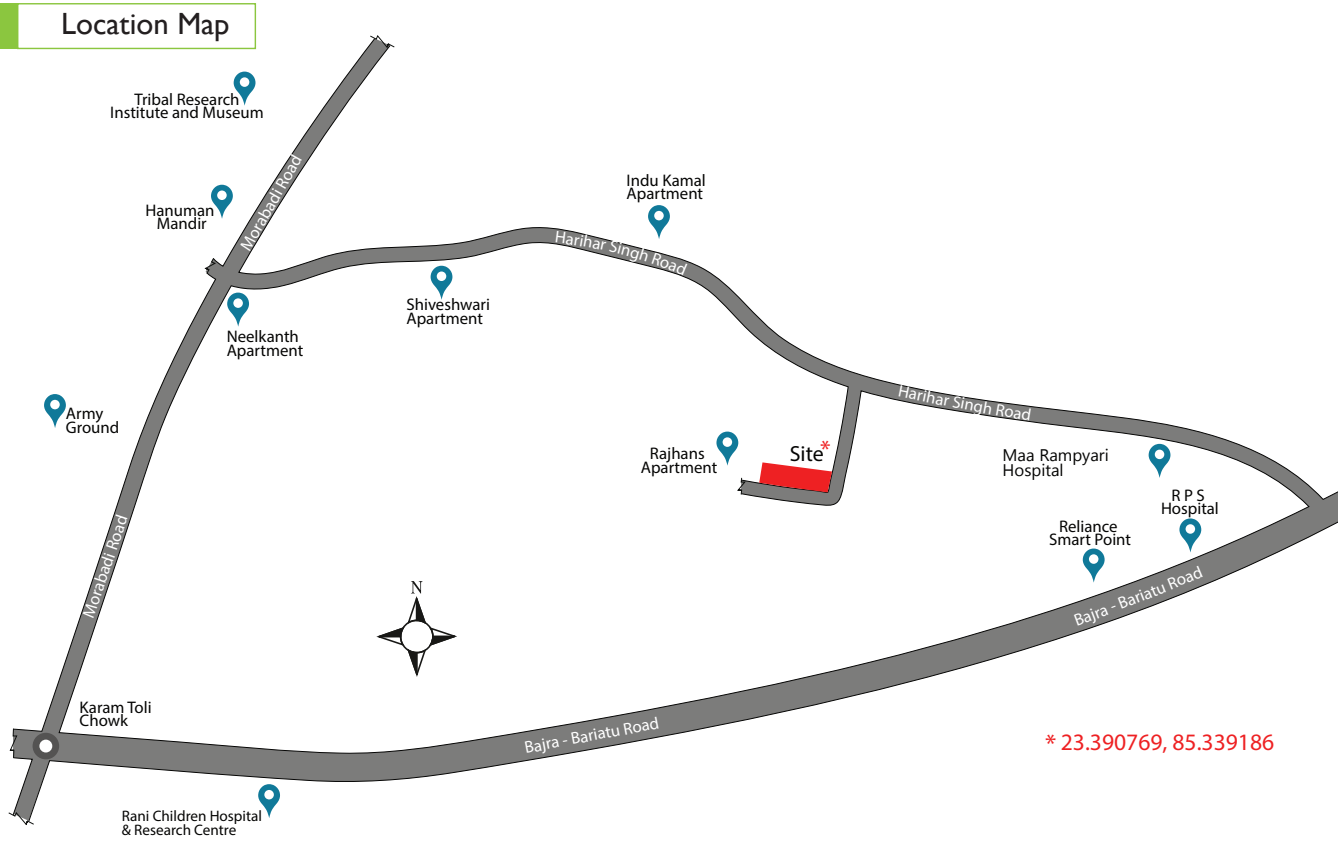 Location Map
Tribal Research
Institute and Museum
Morabadi Road
Hanuman
Mandir
Indu Kamal
Apartment
Harihar Singh Road
Shiveshwari
Apartment
Neelkanth
Apartment
Army
Ground
Harihar Singh Road
Rajhans
Apartment
Site*
Maa Rampyari
Hospital
R P S
Hospital
Reliance
Smart Point
Morabadi Road
N
Bajra - Bariatu Road
Karam Toli
Chowk
Bajra - Bariatu Road
* 23.390769, 85.339186
Rani Children Hospital
& Research Centre